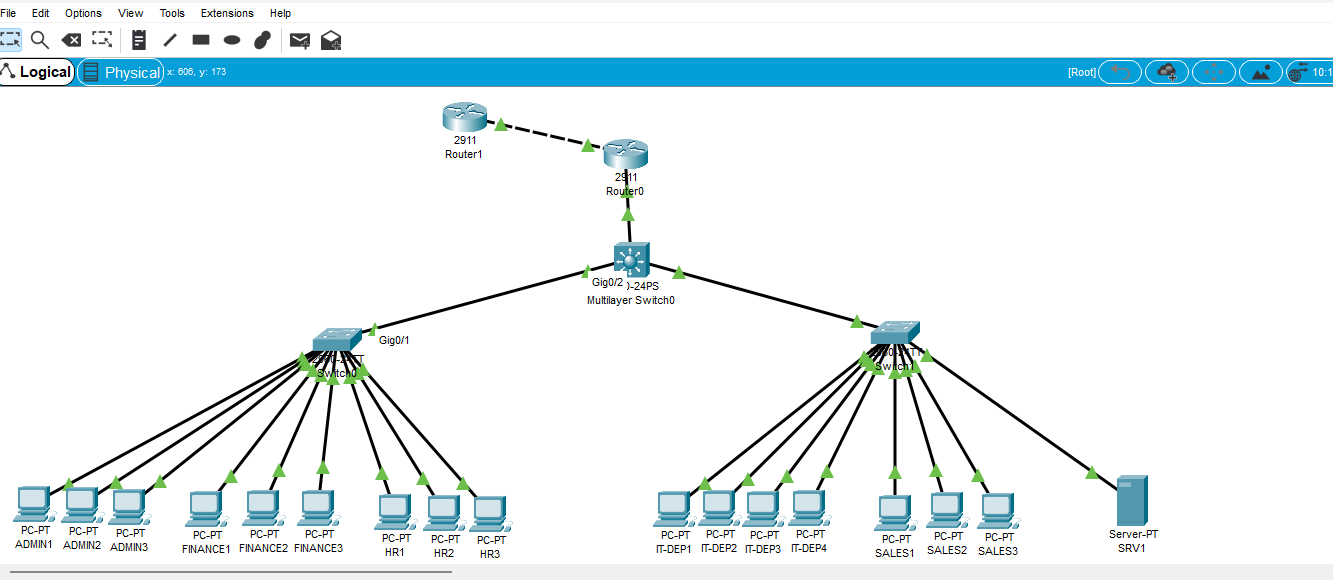 File Edit Options View Tools Extensions Help
Logical Physical x: 606, y: 173 [Root] 10:1
2911
Router1
2911
Router0
Gig0/2 -24PS
Multilayer Switch0
Gig0/1
Switch0
Switch1
PC-PT
ADMIN1
PC-PT
ADMIN2
PC-PT
ADMIN3
PC-PT
FINANCE1
PC-PT
FINANCE2
PC-PT
FINANCE3
PC-PT
HR1
PC-PT
HR2
PC-PT
HR3
PC-PT
IT-DEP1
PC-PT
IT-DEP2
PC-PT
IT-DEP3
PC-PT
IT-DEP4
PC-PT
SALES1
PC-PT
SALES2
PC-PT
SALES3
Server-PT
SRV1